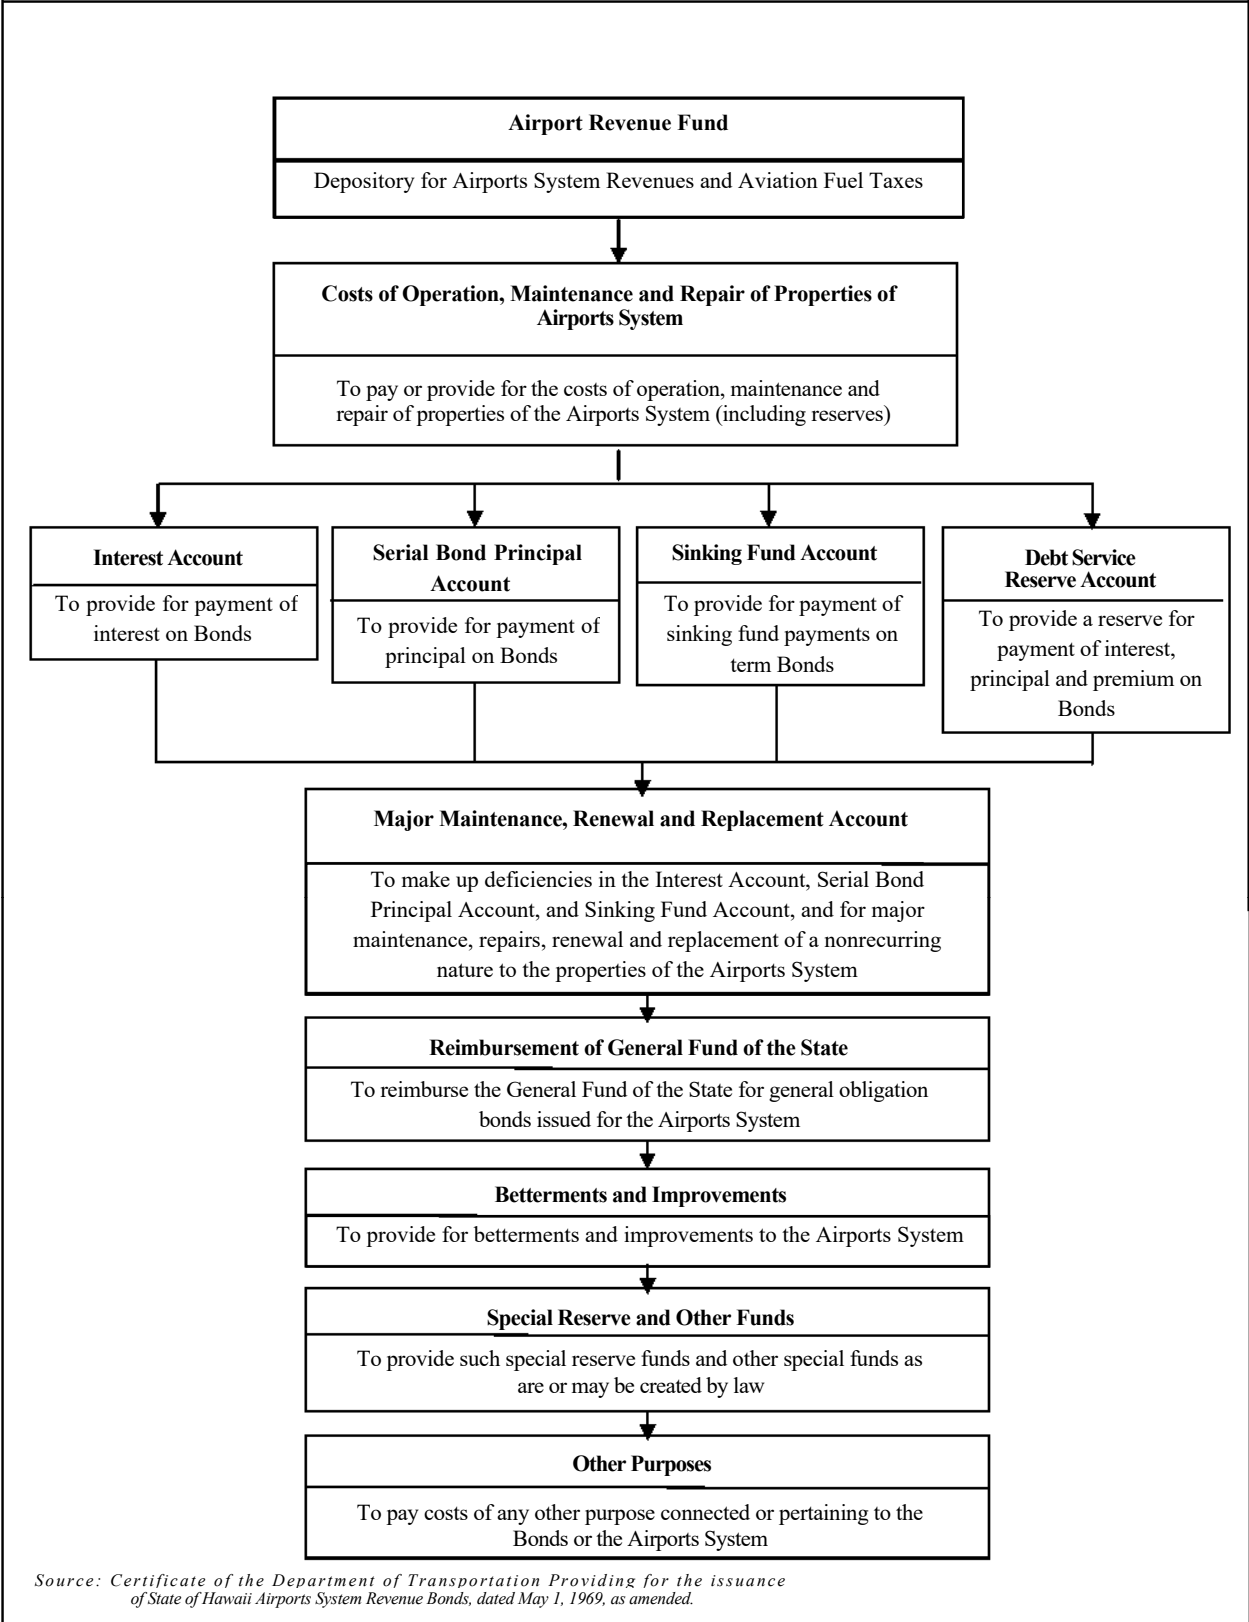 Airport Revenue Fund
Depository for Airports System Revenues and Aviation Fuel Taxes
Costs of Operation, Maintenance and Repair of Properties of
Airports System
To pay or provide for the costs of operation, maintenance and
repair of properties of the Airports System (including reserves)
Interest Account
To provide for payment of
interest on Bonds
Serial Bond Principal
Account
To provide for payment of
principal on Bonds
Sinking Fund Account
To provide for payment of
sinking fund payments on
term Bonds
Debt Service
Reserve Account
To provide a reserve for
payment of interest,
principal and premium on
Bonds
Major Maintenance, Renewal and Replacement Account
To make up deficiencies in the Interest Account, Serial Bond
Principal Account, and Sinking Fund Account, and for major
maintenance, repairs, renewal and replacement of a nonrecurring
nature to the properties of the Airports System
Reimbursement of General Fund of the State
To reimburse the General Fund of the State for general obligation
bonds issued for the Airports System
Betterments and Improvements
To provide for betterments and improvements to the Airports System
Special Reserve and Other Funds
To provide such special reserve funds and other special funds as
are or may be created by law
Other Purposes
To pay costs of any other purpose connected or pertaining to the
Bonds or the Airports System
Source: Certificate of the Department of Transportation Providing for the issuance
of State of Hawaii Airports System Revenue Bonds, dated May 1, 1969, as amended.